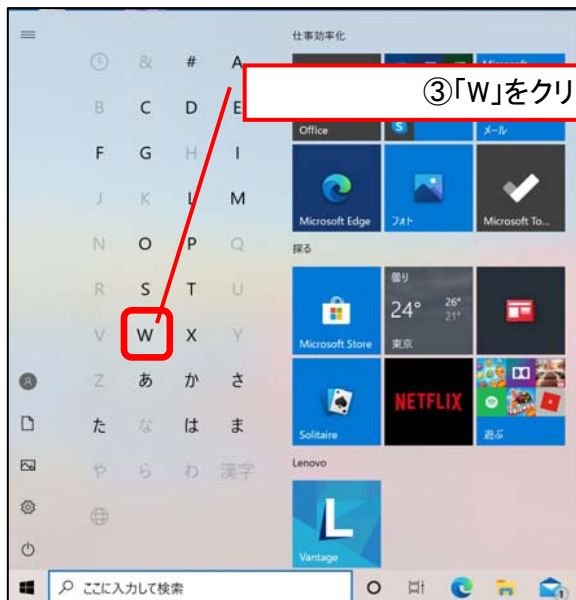 仕事効率化
& # A
③「W」をクリ
B C D E
Office
S
メール
F G H I
J K L M
Microsoft Edge
フォト
Microsoft To...
N O P Q
探る
R S T U
曇り
24° 26°
21°
V W X Y
Microsoft Store
東京
Z あ か さ
NETFLIX
た な は ま
Solitaire
遊ぶ
や ら わ 漢字
Lenovo
L
Vantage
ここに入力して検索
1